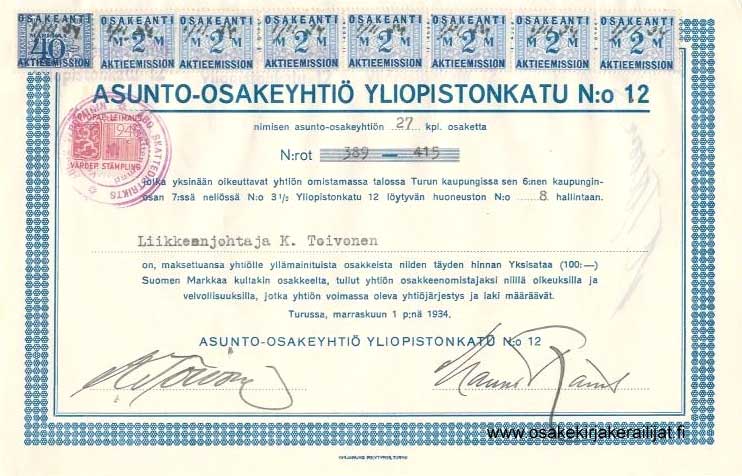 OSAKEANTI OSAKEANTI OSAKEANTI OSAKEANTI OSAKEANTI OSAKEANTI OSAKEANTI OSAKEANTI
40 M 2 M M 2 M M 2 M M 2 M M 2 M M 2 M M 2 M
AKTIEEMISSION AKTIEEMISSION AKTIEEMISSION AKTIEEMISSION AKTIEEMISSION AKTIEEMISSION AKTIEEMISSION AKTIEEMISSION
ASUNTO-OSAKEYHTIÖ YLIOPISTONKATU N:o 12
nimisen asunto-osakeyhtiön 27 kpl. osaketta
N:rot 389 — 415
VARDEP. STÄMPLING
jotka yksinään oikeuttavat yhtiön omistamassa talossa Turun kaupungissa sen 6:nen kaupungin-
osan 7:ssä neliössä N:o 3 1/2 Yliopistonkatu 12 löytyvän huoneuston N:o 8 hallintaan.
Liikkeenjohtaja K. Toivonen
on, maksettuansa yhtiölle yllämainituista osakkeista niiden täyden hinnan Yksisataa (100:—)
Suomen Markkaa kultakin osakkeelta, tullut yhtiön osakkeenomistajaksi niillä oikeuksilla ja
velvollisuuksilla, jotka yhtiön voimassa oleva yhtiöjärjestys ja laki määräävät.
Turussa, marraskuun 1 p:nä 1934.
ASUNTO-OSAKEYHTIÖ YLIOPISTONKATU N:o 12
www.osakekirjakerailijat.fi